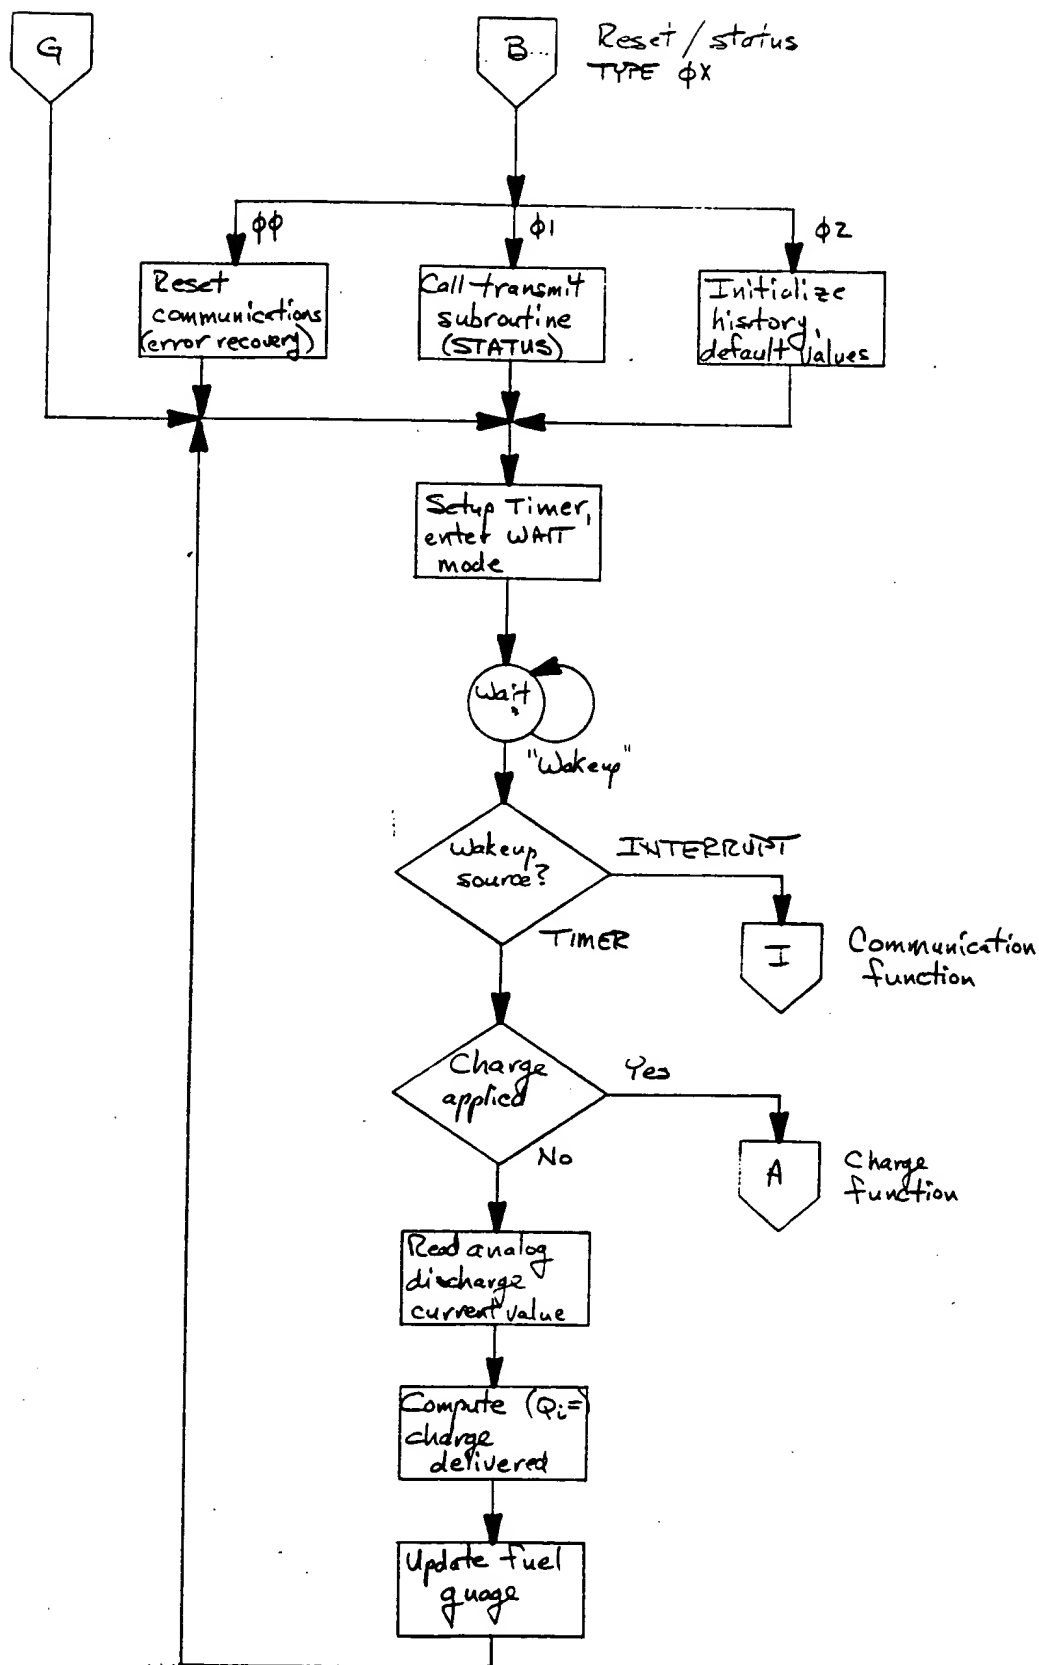 G
B
Reset / status
TYPE ϕX
ϕϕ
ϕ1
ϕ2
Reset
communications
(error recovery)
Call transmit
subroutine
(STATUS)
Initialize
history,
default values
Setup Timer,
enter WAIT
mode
Wait
"Wakeup"
Wakeup
source?
INTERRUPT
TIMER
I
Communication
function
Charge
applied
Yes
No
A
Charge
function
Read analog
discharge
current value
Compute (Qi=)
charge
delivered
Update fuel
guage